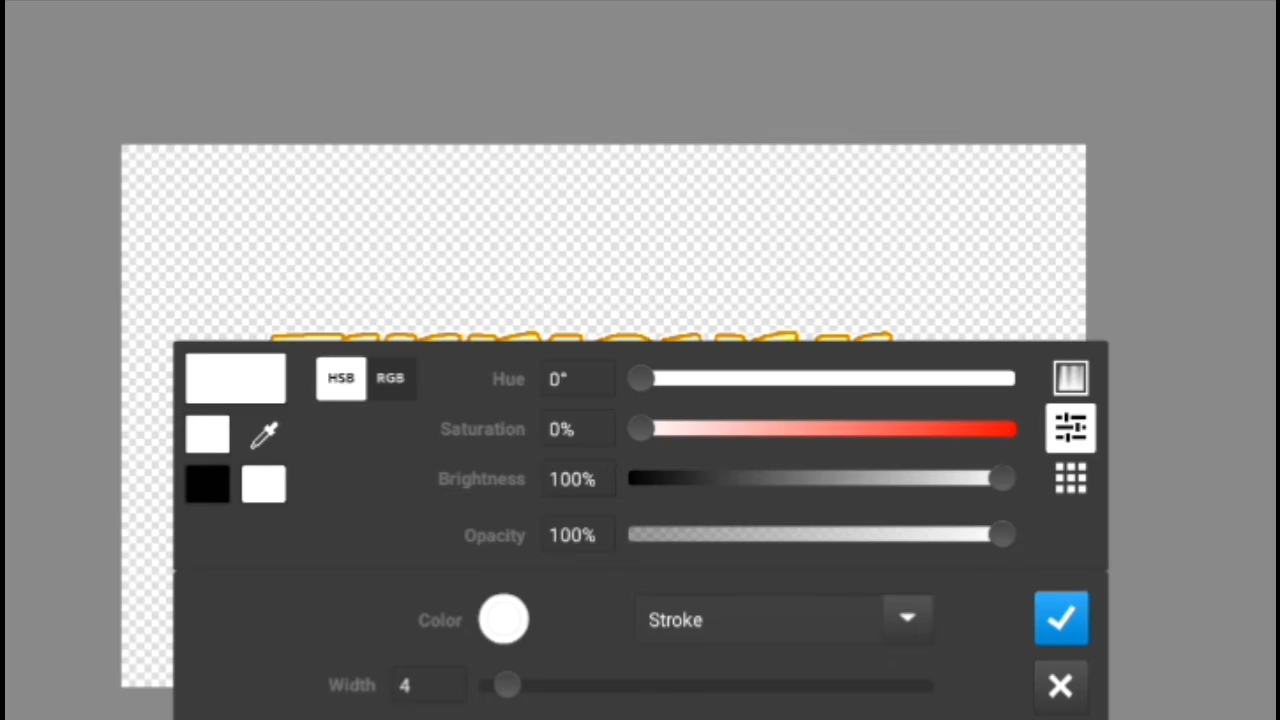 HSB RGB Hue 0°
Saturation 0%
Brightness 100%
Opacity 100%
Color Stroke
Width 4